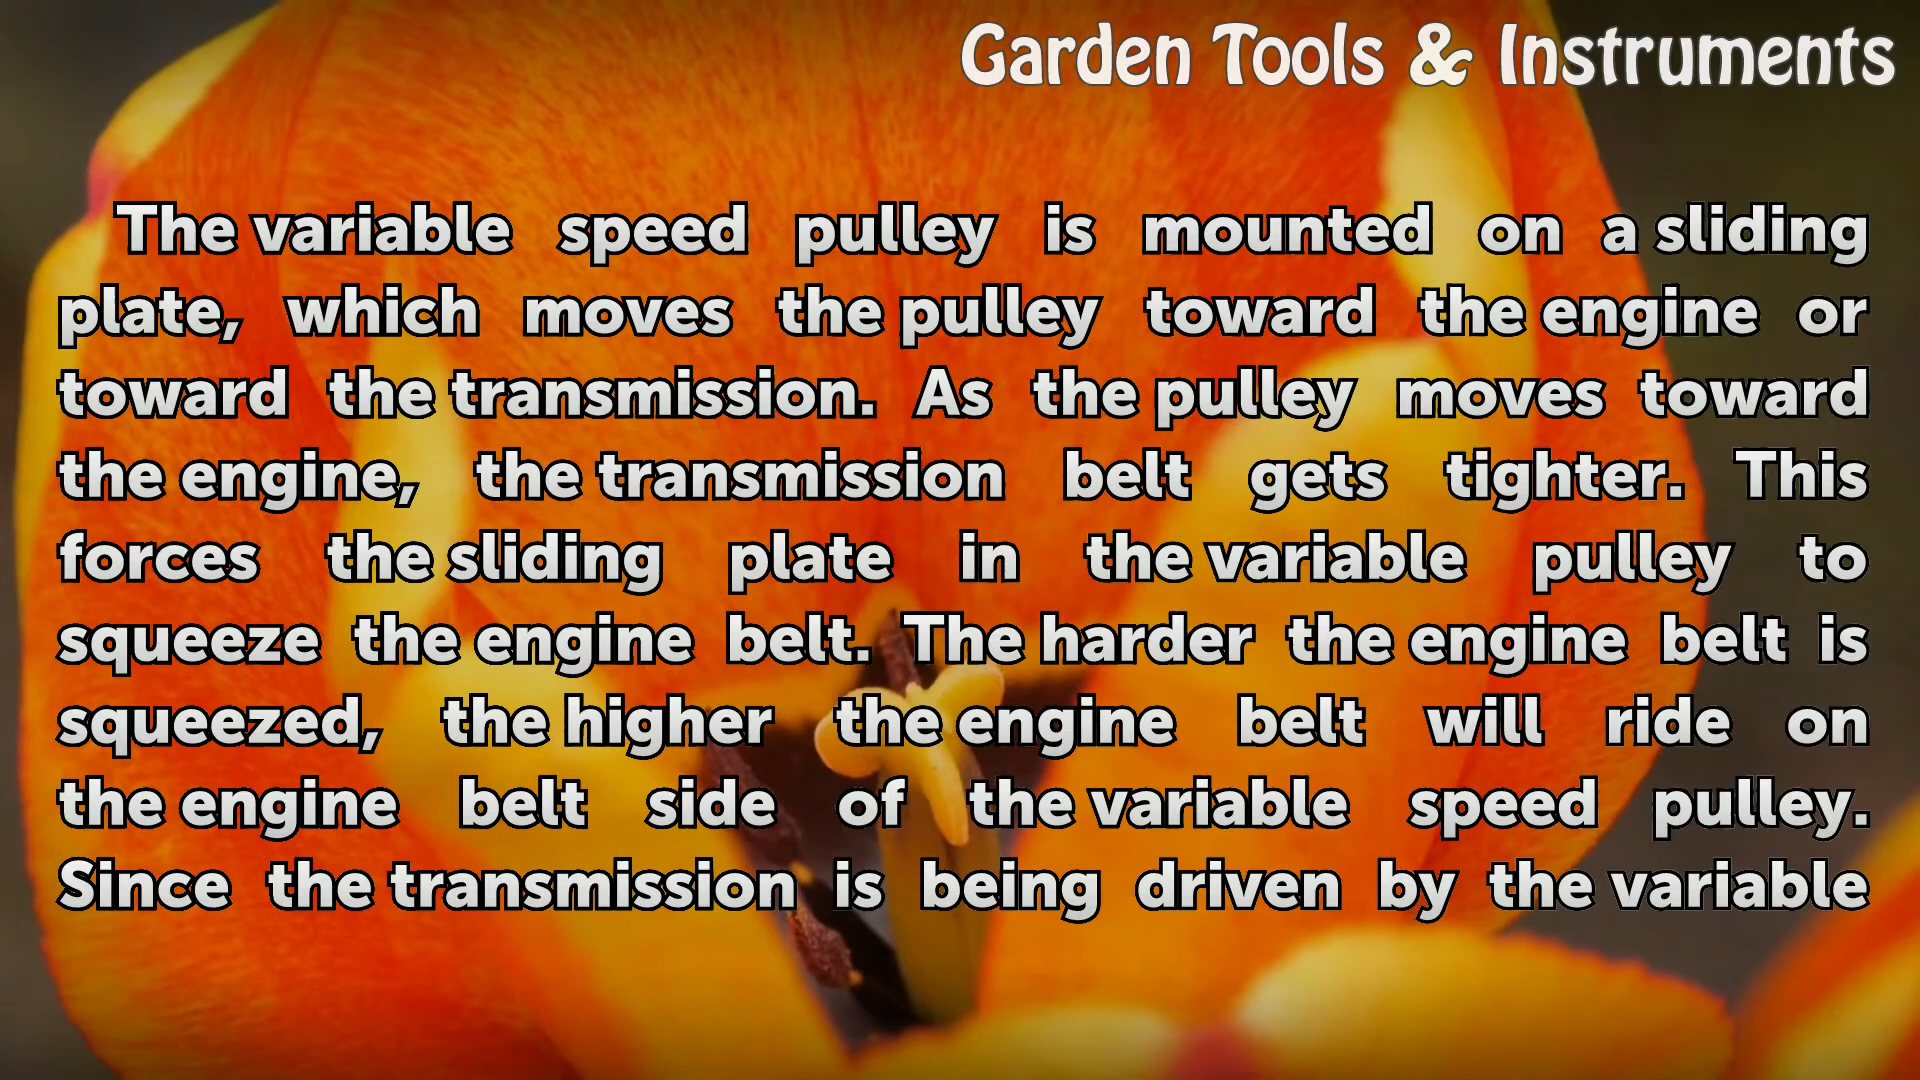 Garden Tools & Instruments
The variable speed pulley is mounted on a sliding
plate, which moves the pulley toward the engine or
toward the transmission. As the pulley moves toward
the engine, the transmission belt gets tighter. This
forces the sliding plate in the variable pulley to
squeeze the engine belt. The harder the engine belt is
squeezed, the higher the engine belt will ride on
the engine belt side of the variable speed pulley.
Since the transmission is being driven by the variable